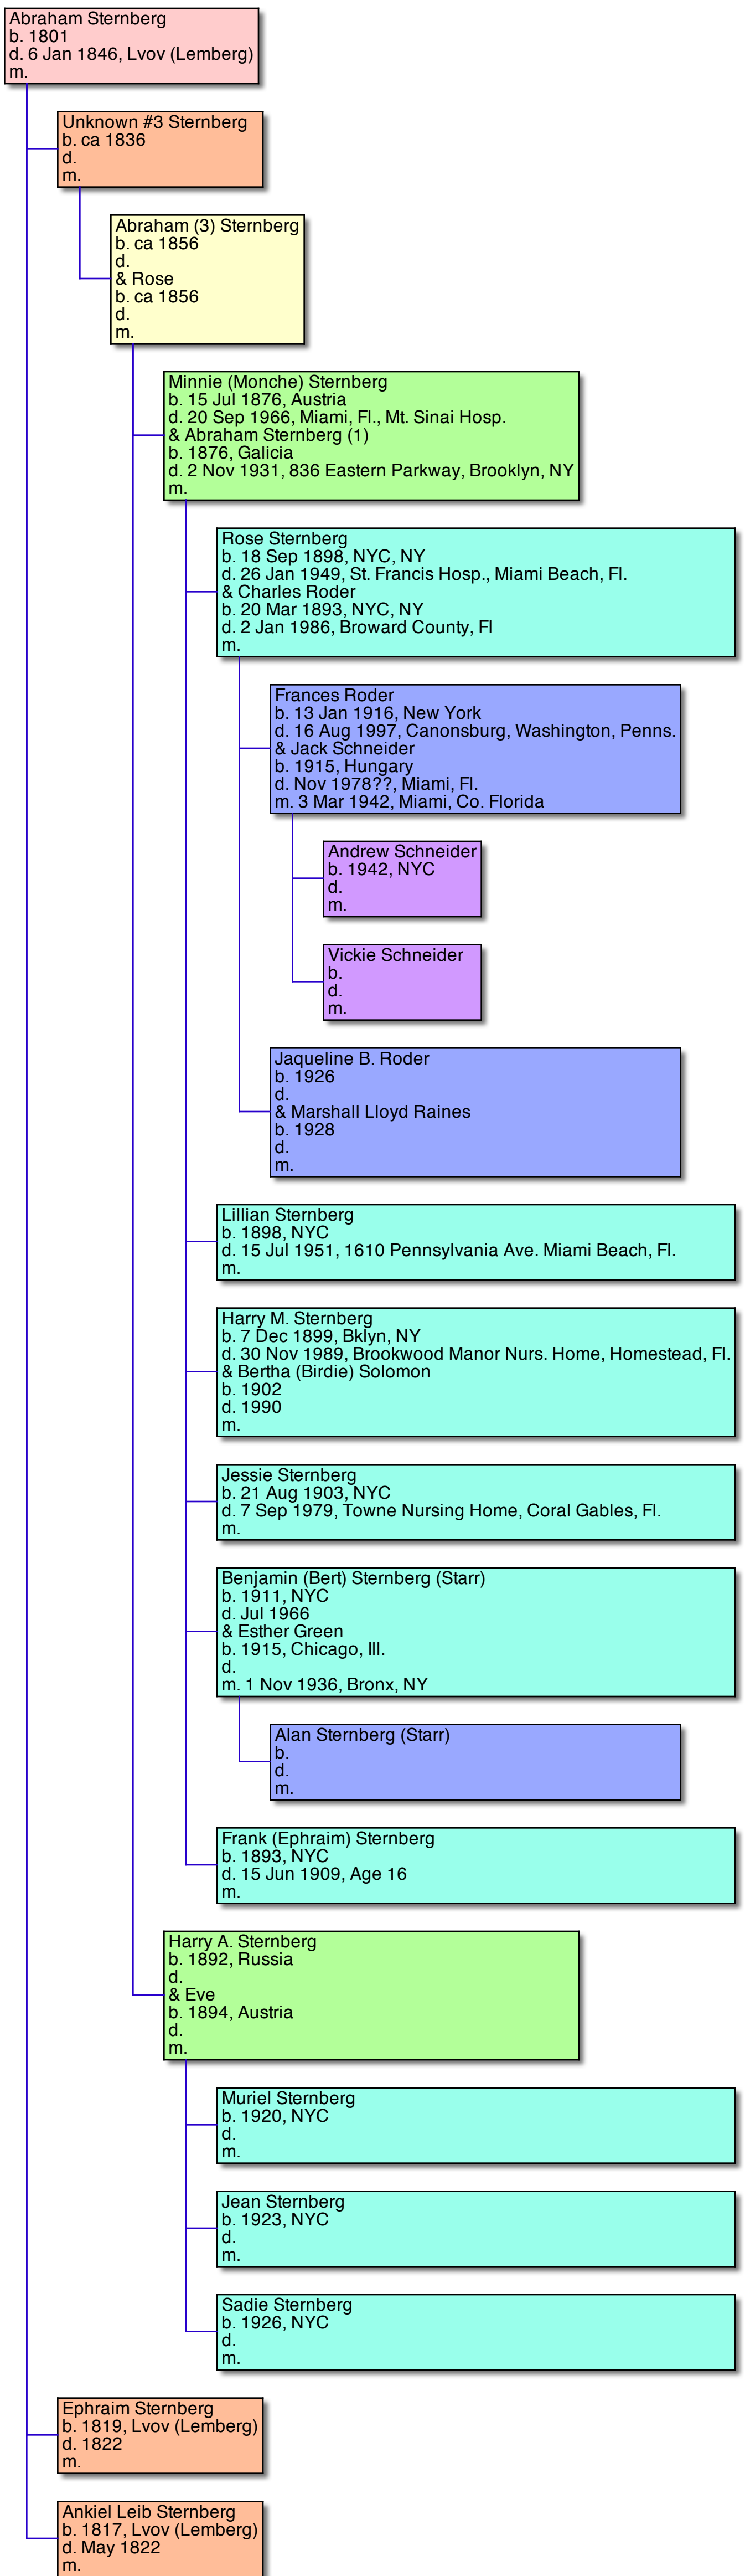 Abraham Sternberg
b. 1801
d. 6 Jan 1846, Lvov (Lemberg)
m.
Unknown #3 Sternberg
b. ca 1836
d.
m.
Abraham (3) Sternberg
b. ca 1856
d.
& Rose
b. ca 1856
d.
m.
Minnie (Monche) Sternberg
b. 15 Jul 1876, Austria
d. 20 Sep 1966, Miami, Fl., Mt. Sinai Hosp.
& Abraham Sternberg (1)
b. 1876, Galicia
d. 2 Nov 1931, 836 Eastern Parkway, Brooklyn, NY
m.
Rose Sternberg
b. 18 Sep 1898, NYC, NY
d. 26 Jan 1949, St. Francis Hosp., Miami Beach, Fl.
& Charles Roder
b. 20 Mar 1893, NYC, NY
d. 2 Jan 1986, Broward County, Fl
m.
Frances Roder
b. 13 Jan 1916, New York
d. 16 Aug 1997, Canonsburg, Washington, Penns.
& Jack Schneider
b. 1915, Hungary
d. Nov 1978??, Miami, Fl.
m. 3 Mar 1942, Miami, Co. Florida
Andrew Schneider
b. 1942, NYC
d.
m.
Vickie Schneider
b.
d.
m.
Jaqueline B. Roder
b. 1926
d.
& Marshall Lloyd Raines
b. 1928
d.
m.
Lillian Sternberg
b. 1898, NYC
d. 15 Jul 1951, 1610 Pennsylvania Ave. Miami Beach, Fl.
m.
Harry M. Sternberg
b. 7 Dec 1899, Bklyn, NY
d. 30 Nov 1989, Brookwood Manor Nurs. Home, Homestead, Fl.
& Bertha (Birdie) Solomon
b. 1902
d. 1990
m.
Jessie Sternberg
b. 21 Aug 1903, NYC
d. 7 Sep 1979, Towne Nursing Home, Coral Gables, Fl.
m.
Benjamin (Bert) Sternberg (Starr)
b. 1911, NYC
d. Jul 1966
& Esther Green
b. 1915, Chicago, Ill.
d.
m. 1 Nov 1936, Bronx, NY
Alan Sternberg (Starr)
b.
d.
m.
Frank (Ephraim) Sternberg
b. 1893, NYC
d. 15 Jun 1909, Age 16
m.
Harry A. Sternberg
b. 1892, Russia
d.
& Eve
b. 1894, Austria
d.
m.
Muriel Sternberg
b. 1920, NYC
d.
m.
Jean Sternberg
b. 1923, NYC
d.
m.
Sadie Sternberg
b. 1926, NYC
d.
m.
Ephraim Sternberg
b. 1819, Lvov (Lemberg)
d. 1822
m.
Ankiel Leib Sternberg
b. 1817, Lvov (Lemberg)
d. May 1822
m.